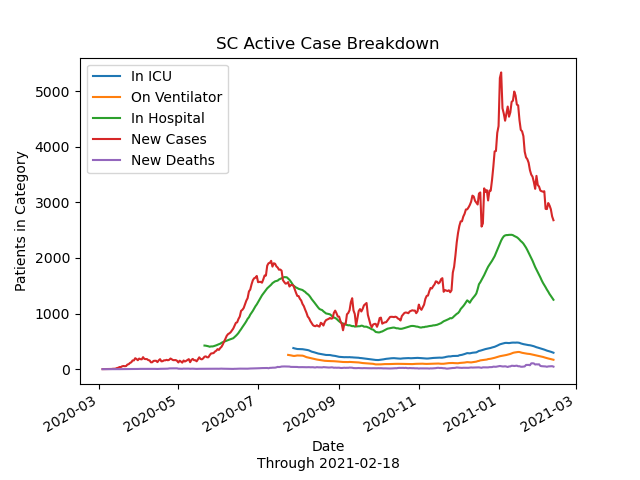 SC Active Case Breakdown
In ICU
On Ventilator
In Hospital
New Cases
New Deaths
Patients in Category
5000
4000
3000
2000
1000
0
2020-03
2020-05
2020-07
2020-09
2020-11
2021-01
2021-03
Date
Through 2021-02-18